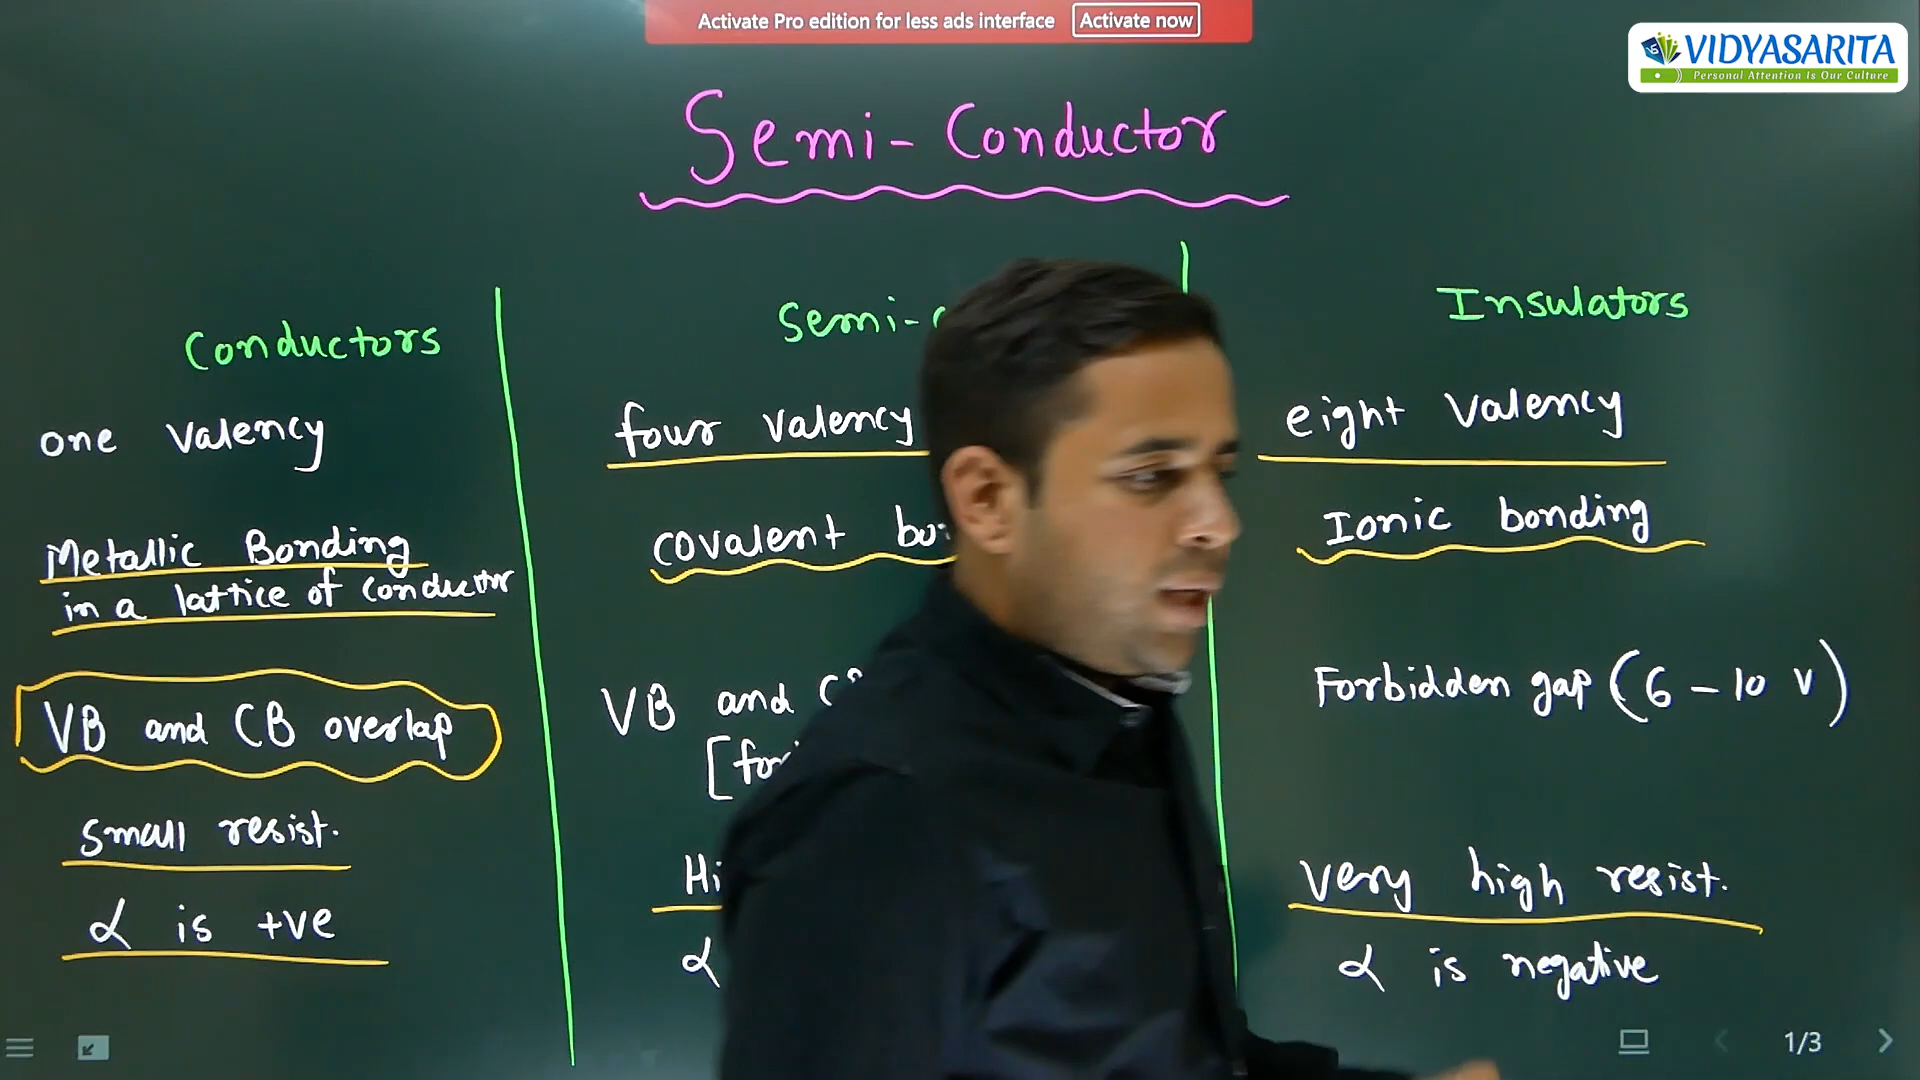 Activate Pro edition for less ads interface Activate now
VIDYASARITA
Personal Attention Is Our Culture
Semi-Conductor
Conductors
one valency
Metallic Bonding
in a lattice of conductor
VB and CB overlap
small resist.
α is +ve
Semi-
four valency
covalent
VB and
α
Insulators
eight valency
Ionic bonding
Forbidden gap (6-10 V)
very high resist.
α is negative
1/3